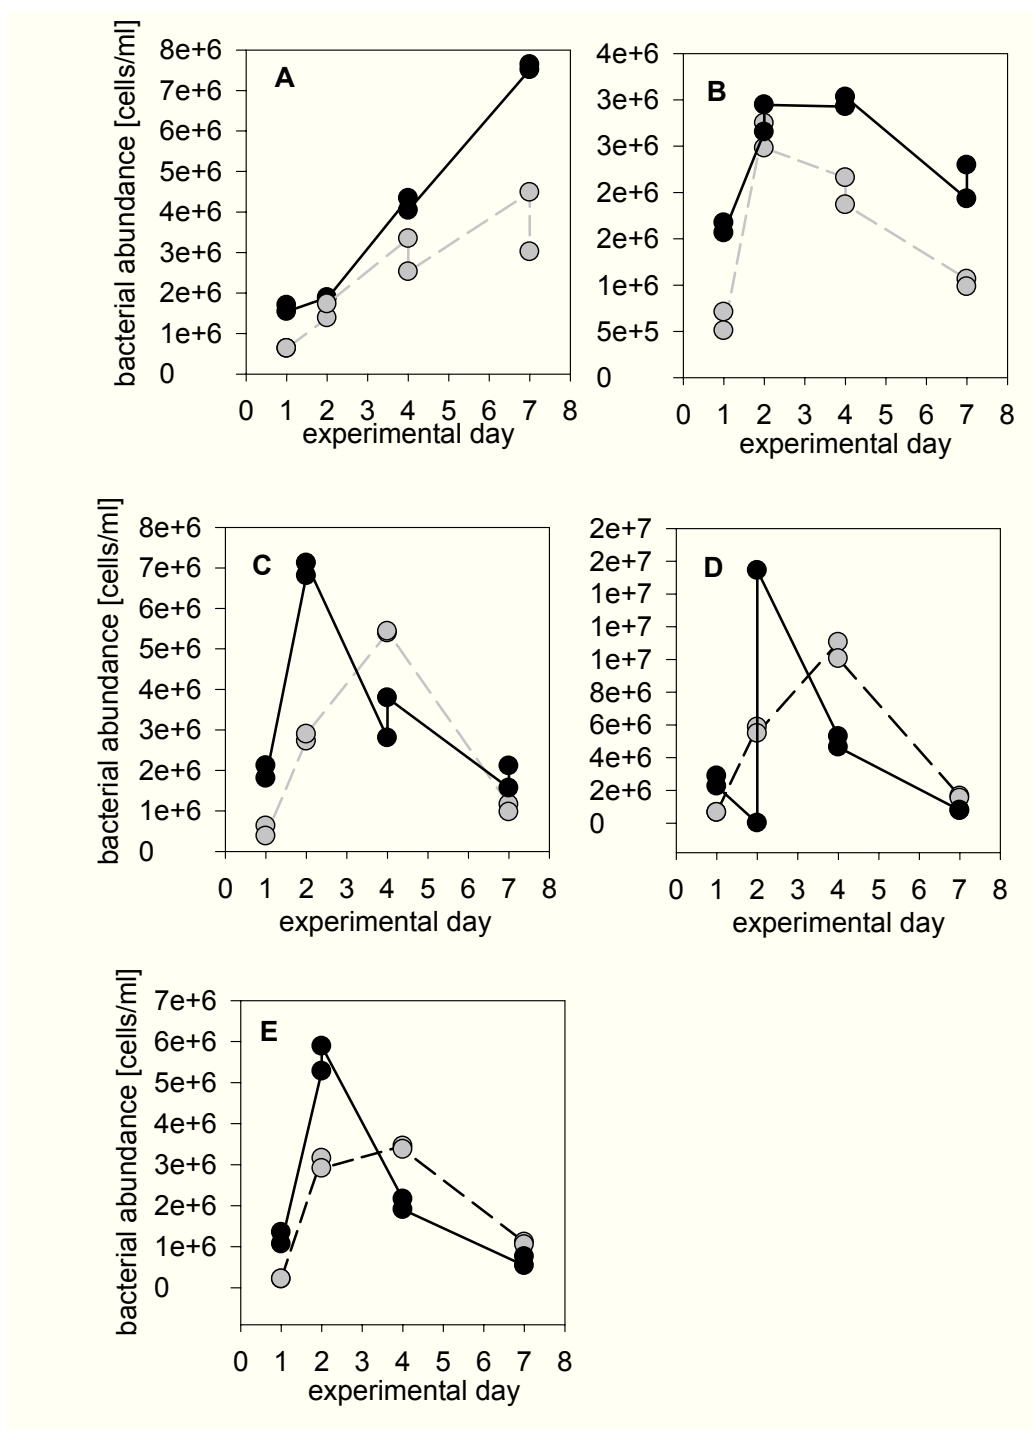 A
bacterial abundance [cells/ml]
8e+6
7e+6
6e+6
5e+6
4e+6
3e+6
2e+6
1e+6
0
0 1 2 3 4 5 6 7 8
experimental day
B
4e+6
3e+6
3e+6
2e+6
2e+6
1e+6
5e+5
0
0 1 2 3 4 5 6 7 8
experimental day
C
bacterial abundance [cells/ml]
8e+6
7e+6
6e+6
5e+6
4e+6
3e+6
2e+6
1e+6
0
0 1 2 3 4 5 6 7 8
experimental day
D
2e+7
2e+7
1e+7
1e+7
1e+7
8e+6
6e+6
4e+6
2e+6
0
0 1 2 3 4 5 6 7 8
experimental day
E
bacterial abundance [cells/ml]
7e+6
6e+6
5e+6
4e+6
3e+6
2e+6
1e+6
0
0 1 2 3 4 5 6 7 8
experimental day